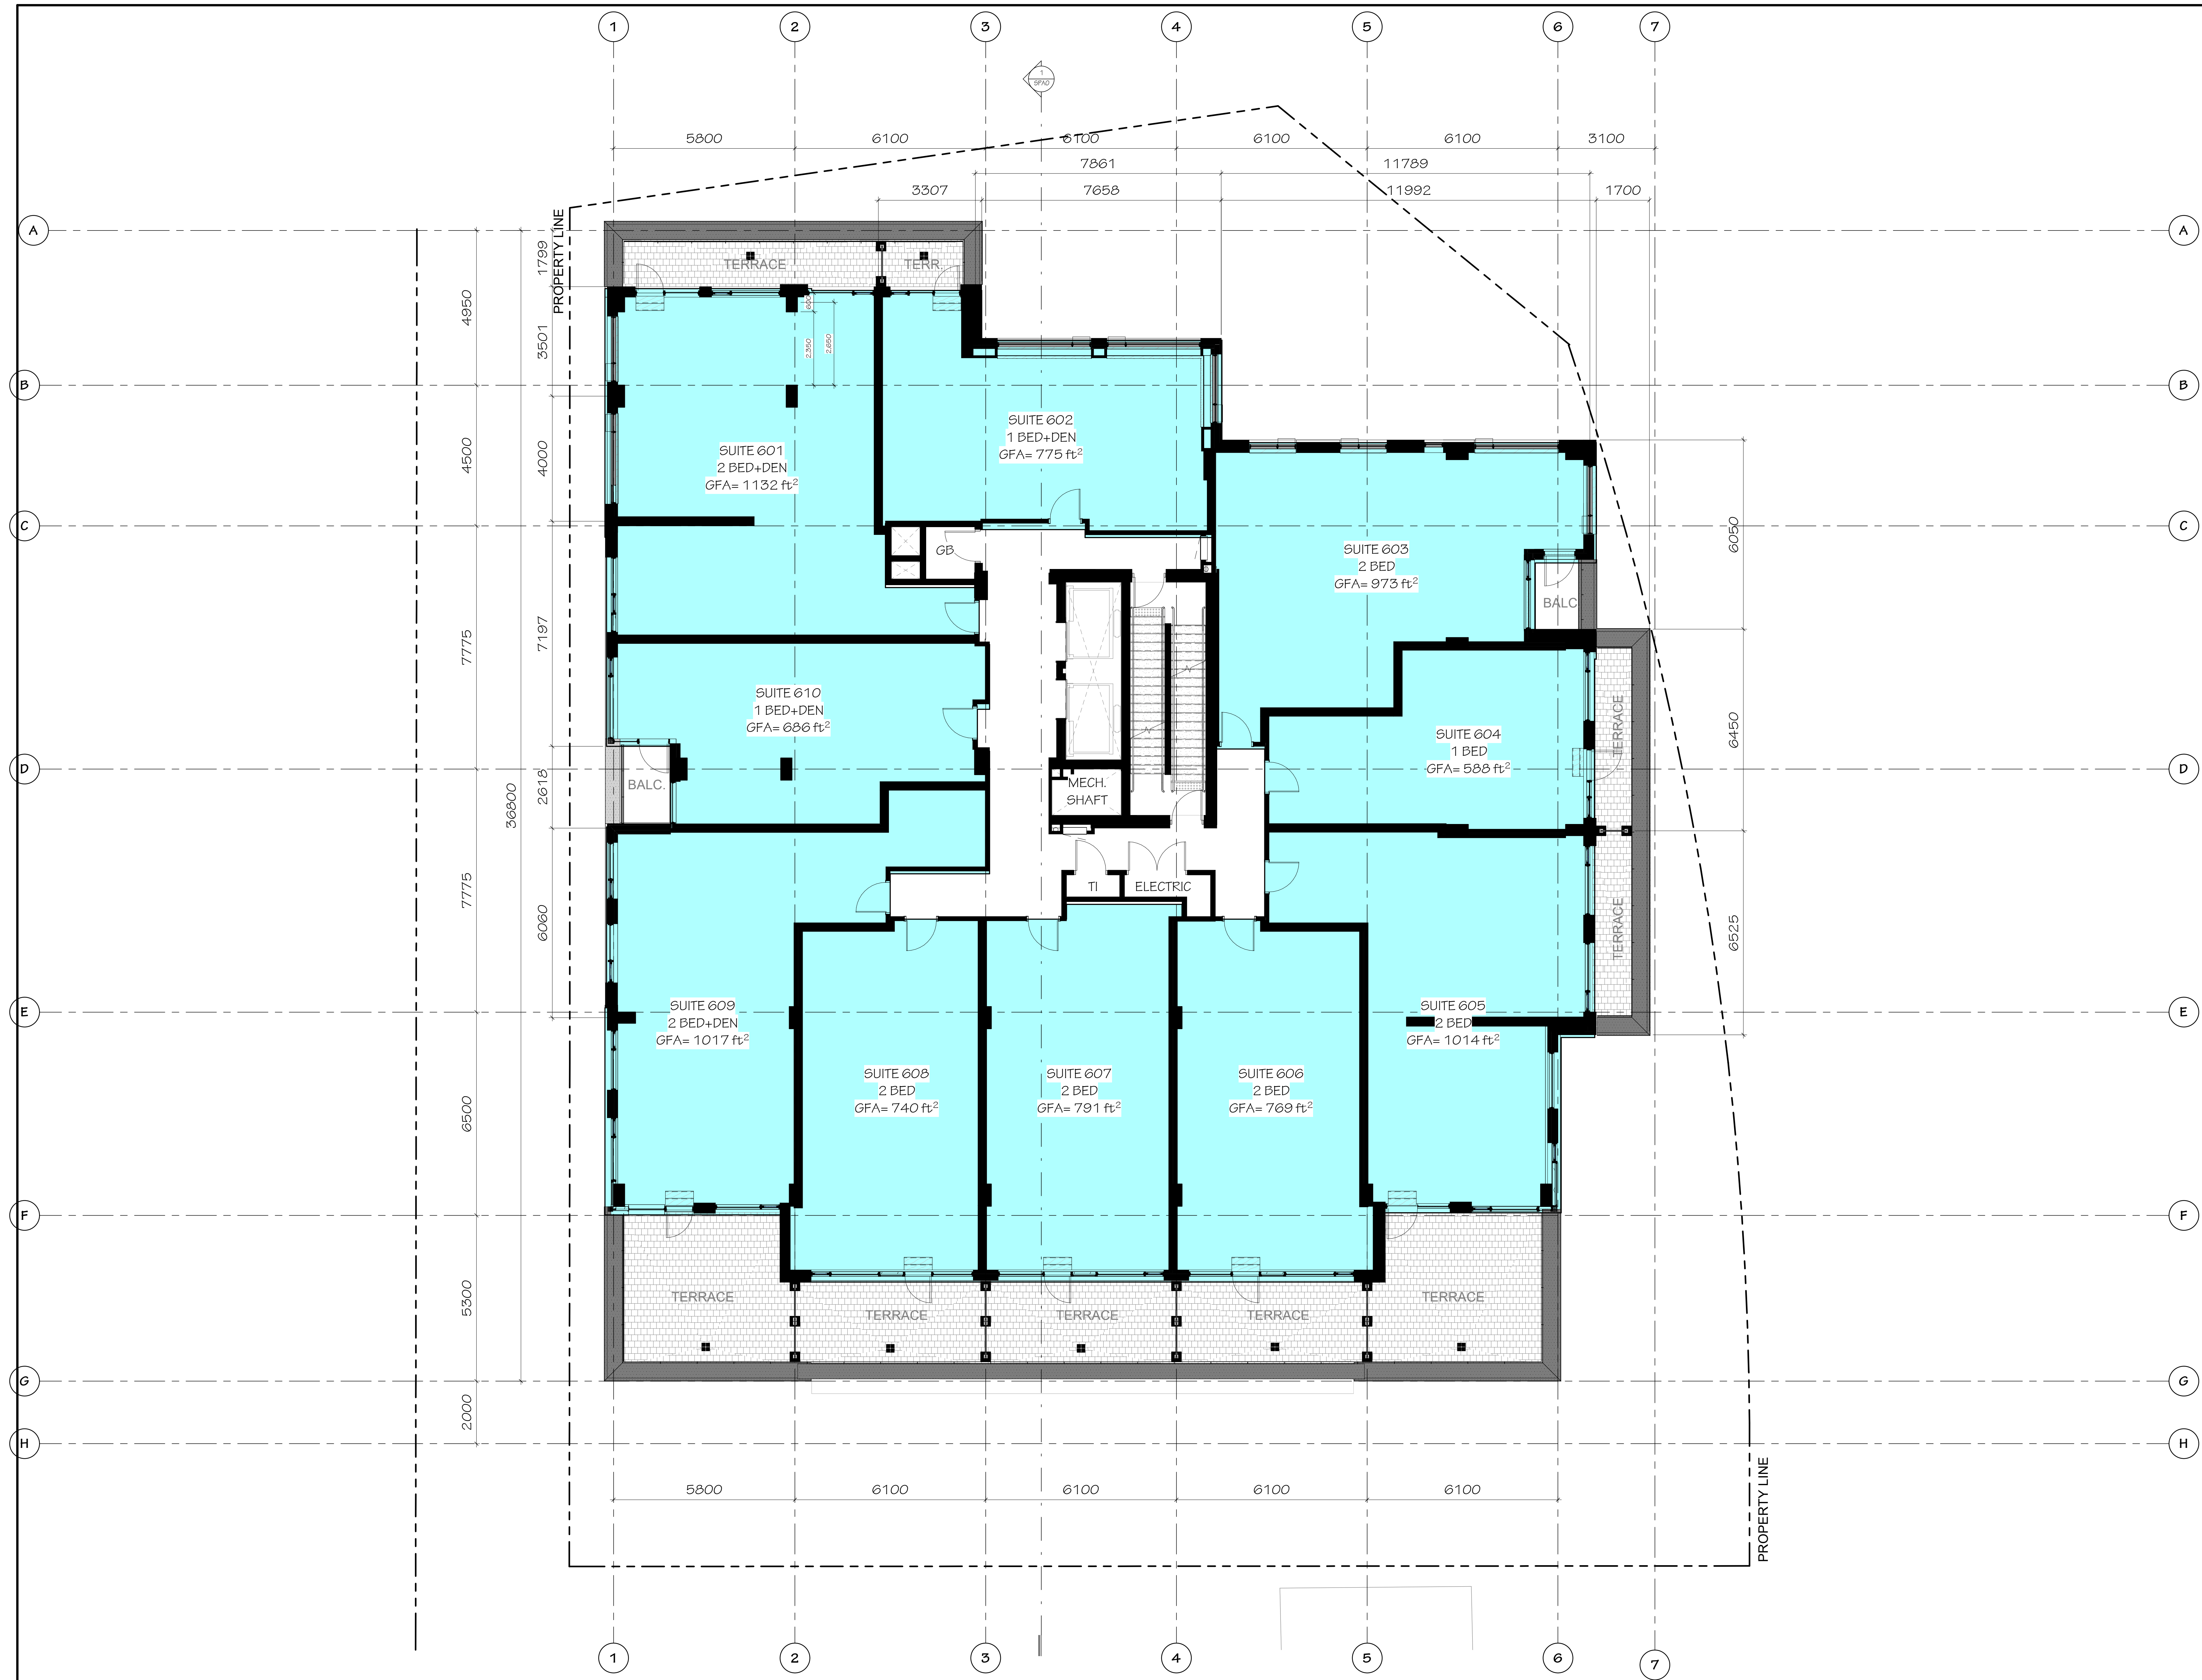 1 2 3 4 5 6 7
1
SPA0
5800 6100 6100 6100 6100 3100
7861 11789
3307 7658 11992 1700
A A
PROPERTY LINE
1799
TERRACE TERR.
4950
3501
600
2,350
2,650
B B
SUITE 601
2 BED+DEN
GFA= 1132 ft²
SUITE 602
1 BED+DEN
GFA= 775 ft²
4500
4000
C C
GB
SUITE 603
2 BED
GFA= 973 ft²
6050
BALC
7775
7197
SUITE 610
1 BED+DEN
GFA= 686 ft²
SUITE 604
1 BED
GFA= 588 ft²
TERRACE
6450
D D
BALC.
MECH.
SHAFT
2618
36800
TI
ELECTRIC
7775
6060
TERRACE
6525
E E
SUITE 609
2 BED+DEN
GFA= 1017 ft²
SUITE 605
2 BED
GFA= 1014 ft²
SUITE 608
2 BED
GFA= 740 ft²
SUITE 607
2 BED
GFA= 791 ft²
SUITE 606
2 BED
GFA= 769 ft²
6500
F F
5300
TERRACE
TERRACE
TERRACE
TERRACE
TERRACE
G G
2000
H H
5800 6100 6100 6100 6100
PROPERTY LINE
1 2 3 4 5 6 7